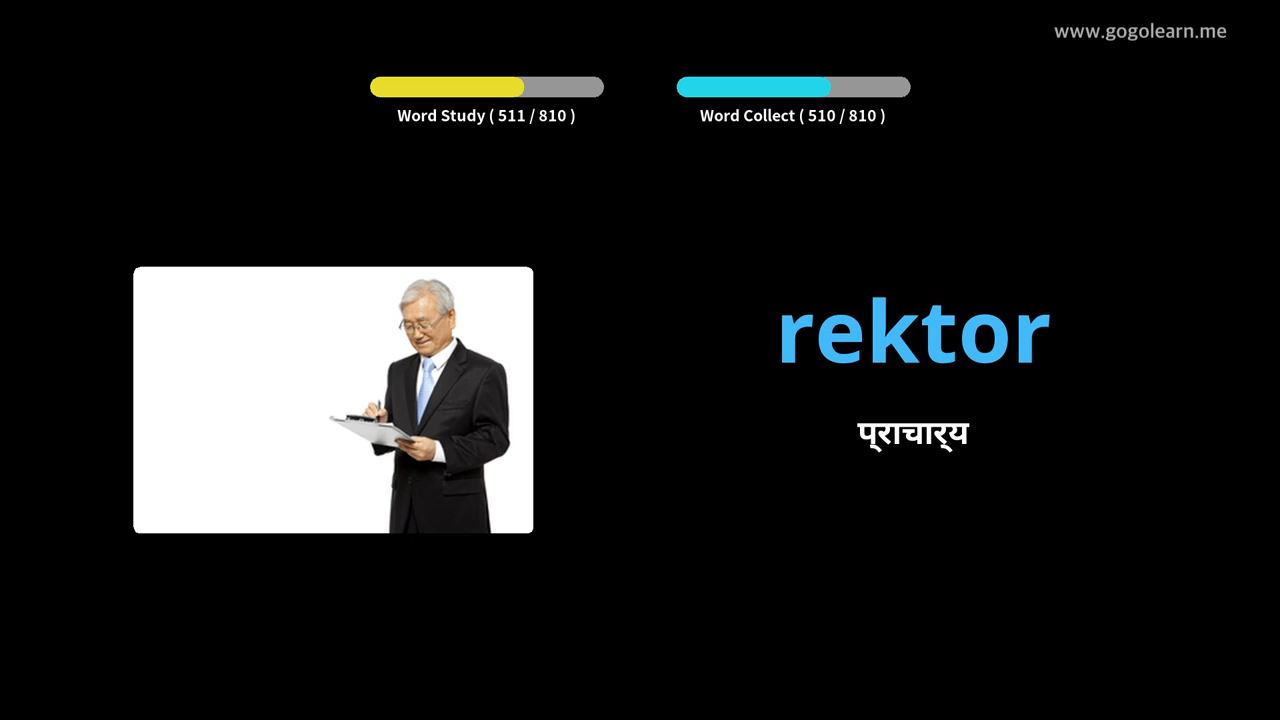 www.gogolearn.me
Word Study ( 511 / 810 )
Word Collect ( 510 / 810 )
rektor
प्राचार्य